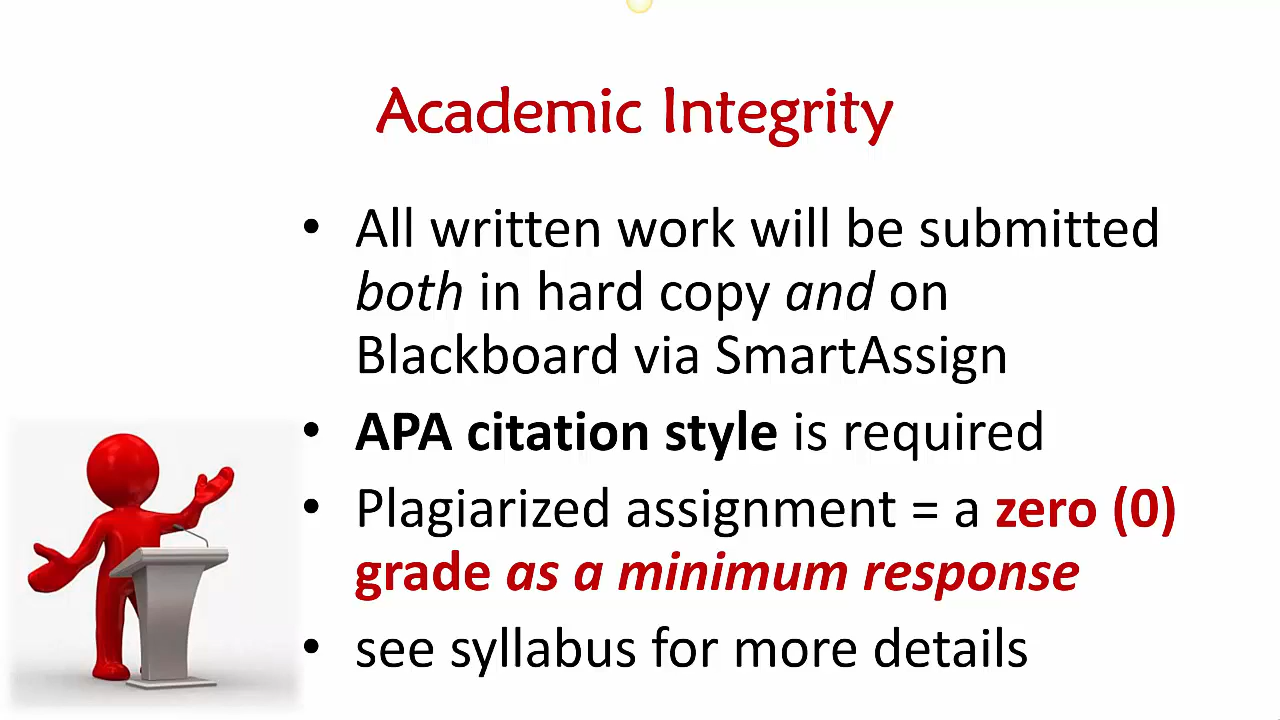 Academic Integrity
• All written work will be submitted
both in hard copy and on
Blackboard via SmartAssign
• APA citation style is required
• Plagiarized assignment = a zero (0)
grade as a minimum response
• see syllabus for more details